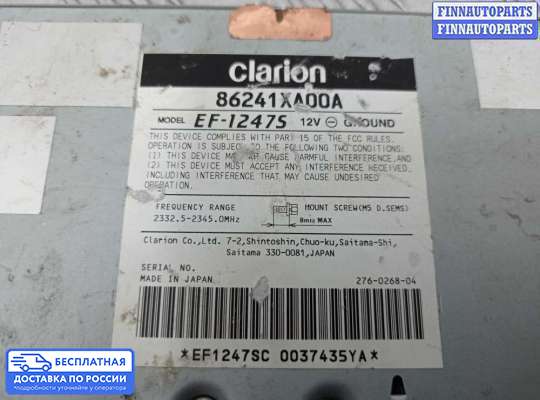 FINNAUTOPARTS
FINNAUTOPARTS
clarion
86241XA00A
MODEL EF-1247S 12V ⊖ GROUND
THIS DEVICE COMPLIES WITH PART 15 OF THE FCC RULES.
OPERATION IS SUBJECT TO THE FOLLOWING TWO CONDITIONS:
(1) THIS DEVICE MAY NOT CAUSE HARMFUL INTERFERENCE,AND
(2) THIS DEVICE MUST ACCEPT ANY INTERFERENCE RECEIVED,
INCLUDING INTERFERENCE THAT MAY CAUSE UNDESIRED
OPERATION.
FREQUENCY RANGE
2332.5-2345.0MHz
MOUNT SCREW(M5 D.SEMS)
8mm MAX
Clarion Co.,Ltd. 7-2,Shintoshin,Chuo-ku,Saitama-Shi,
Saitama 330-0081,JAPAN
SERIAL NO.
MADE IN JAPAN 276-0268-04
*EF1247SC 0037435YA*
БЕСПЛАТНАЯ
ДОСТАВКА ПО РОССИИ
подробности уточняйте у оператора